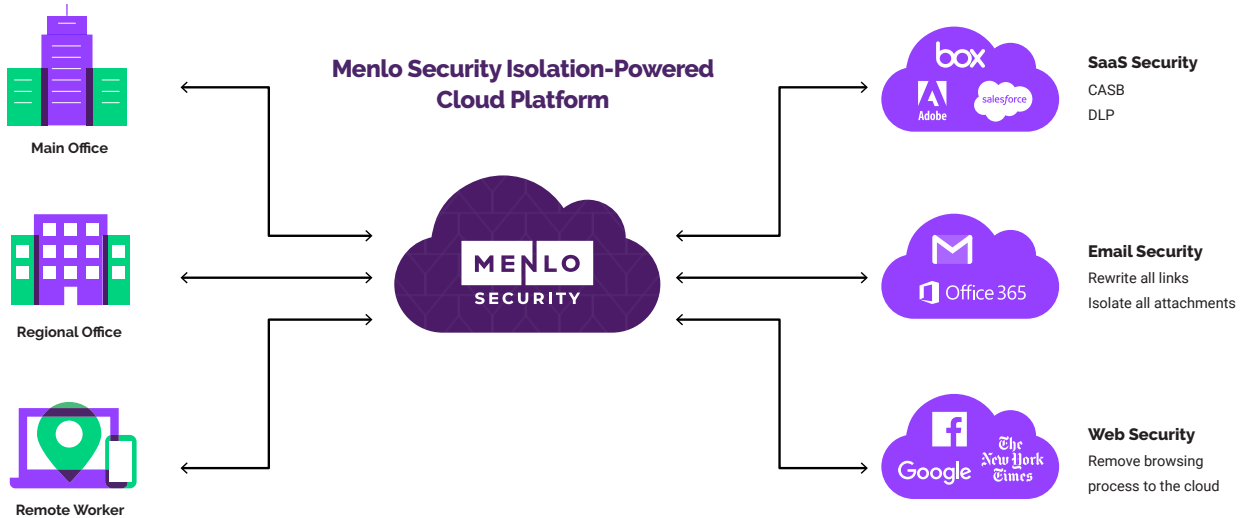 Menlo Security Isolation-Powered
Cloud Platform
Main Office
Regional Office
Remote Worker
MENLO
SECURITY
box
Adobe
salesforce
SaaS Security
CASB
DLP
Office 365
Email Security
Rewrite all links
Isolate all attachments
Google
The
New York
Times
Web Security
Remove browsing
process to the cloud